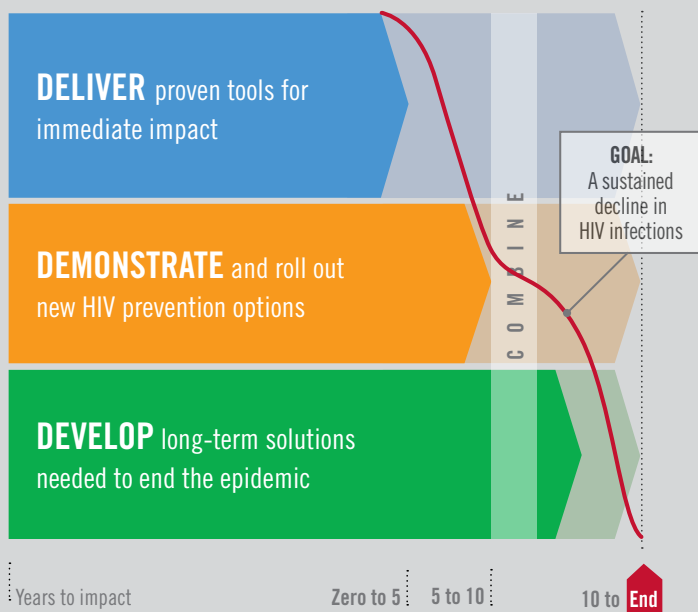 DELIVER proven tools for
immediate impact
GOAL:
A sustained
decline in
HIV infections
COMBINE
DEMONSTRATE and roll out
new HIV prevention options
DEVELOP long-term solutions
needed to end the epidemic
Years to impact
Zero to 5
5 to 10
10 to End